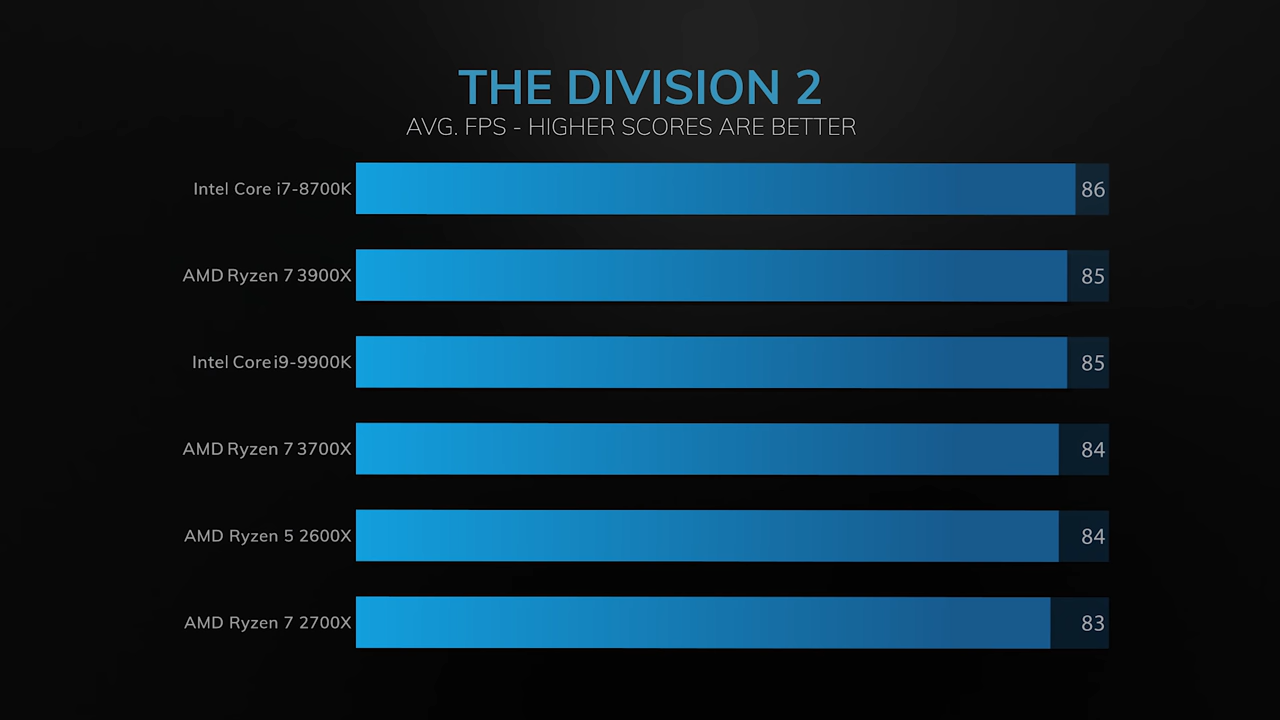 THE DIVISION 2
AVG. FPS - HIGHER SCORES ARE BETTER
Intel Core i7-8700K 86
AMD Ryzen 7 3900X 85
Intel Core i9-9900K 85
AMD Ryzen 7 3700X 84
AMD Ryzen 5 2600X 84
AMD Ryzen 7 2700X 83